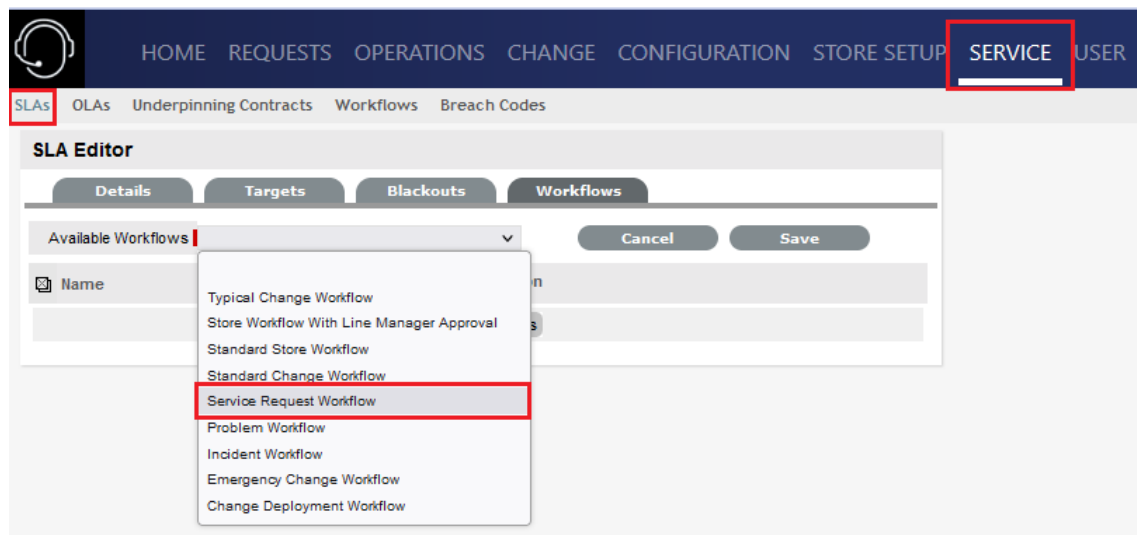 HOME REQUESTS OPERATIONS CHANGE CONFIGURATION STORE SETUP SERVICE USER
SLAs OLAs Underpinning Contracts Workflows Breach Codes
SLA Editor
Details Targets Blackouts Workflows
Available Workflows Cancel Save
Name
Typical Change Workflow
Store Workflow With Line Manager Approval
Standard Store Workflow
Standard Change Workflow
Service Request Workflow
Problem Workflow
Incident Workflow
Emergency Change Workflow
Change Deployment Workflow